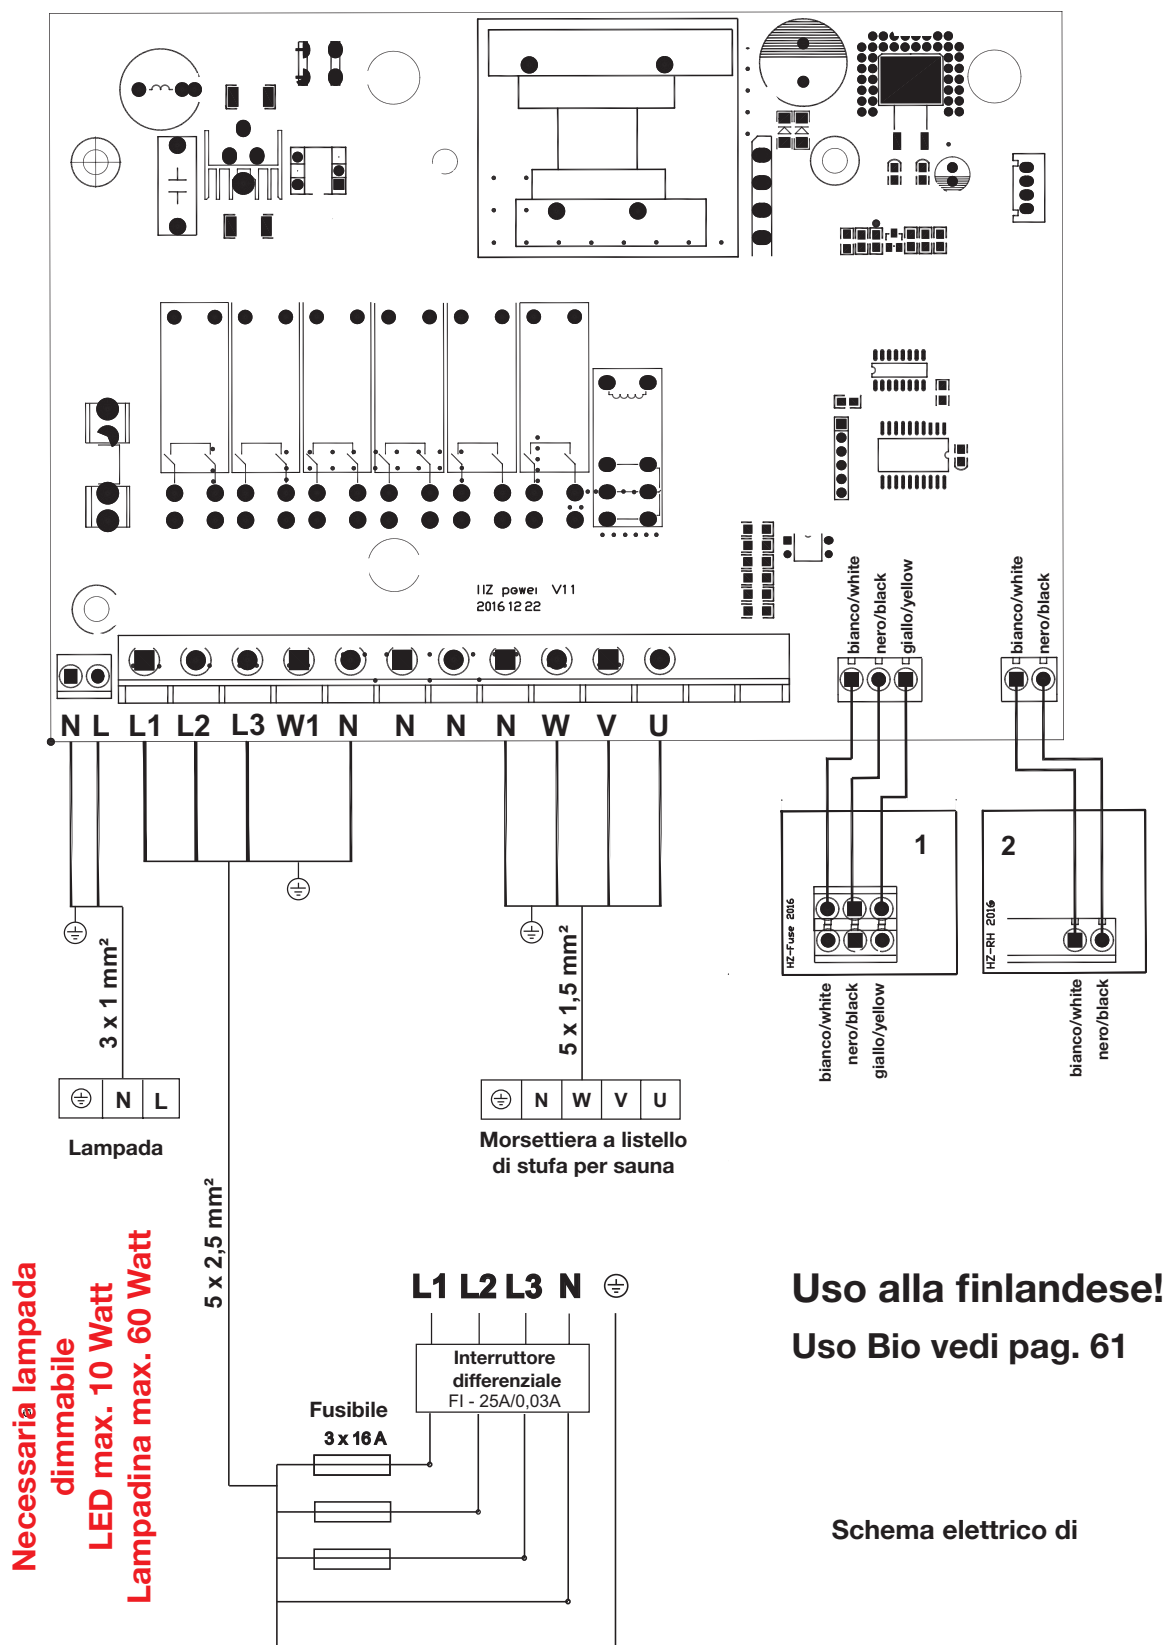 HZ power V11
2016 12 22
bianco/white
nero/black
giallo/yellow
bianco/white
nero/black
N L L1 L2 L3 W1 N N N N W V U
1
2
HZ-Fuse 2016
HZ-RH 2016
bianco/white
nero/black
giallo/yellow
bianco/white
nero/black
3 x 1 mm²
5 x 1,5 mm²
N L
Lampada
N W V U
Morsettiera a listello
di stufa per sauna
5 x 2,5 mm²
Necessaria lampada
dimmabile
LED max. 10 Watt
Lampadina max. 60 Watt
L1 L2 L3 N
Interruttore
differenziale
FI - 25A/0,03A
Fusibile
3 x 16 A
Uso alla finlandese!
Uso Bio vedi pag. 61
Schema elettrico di